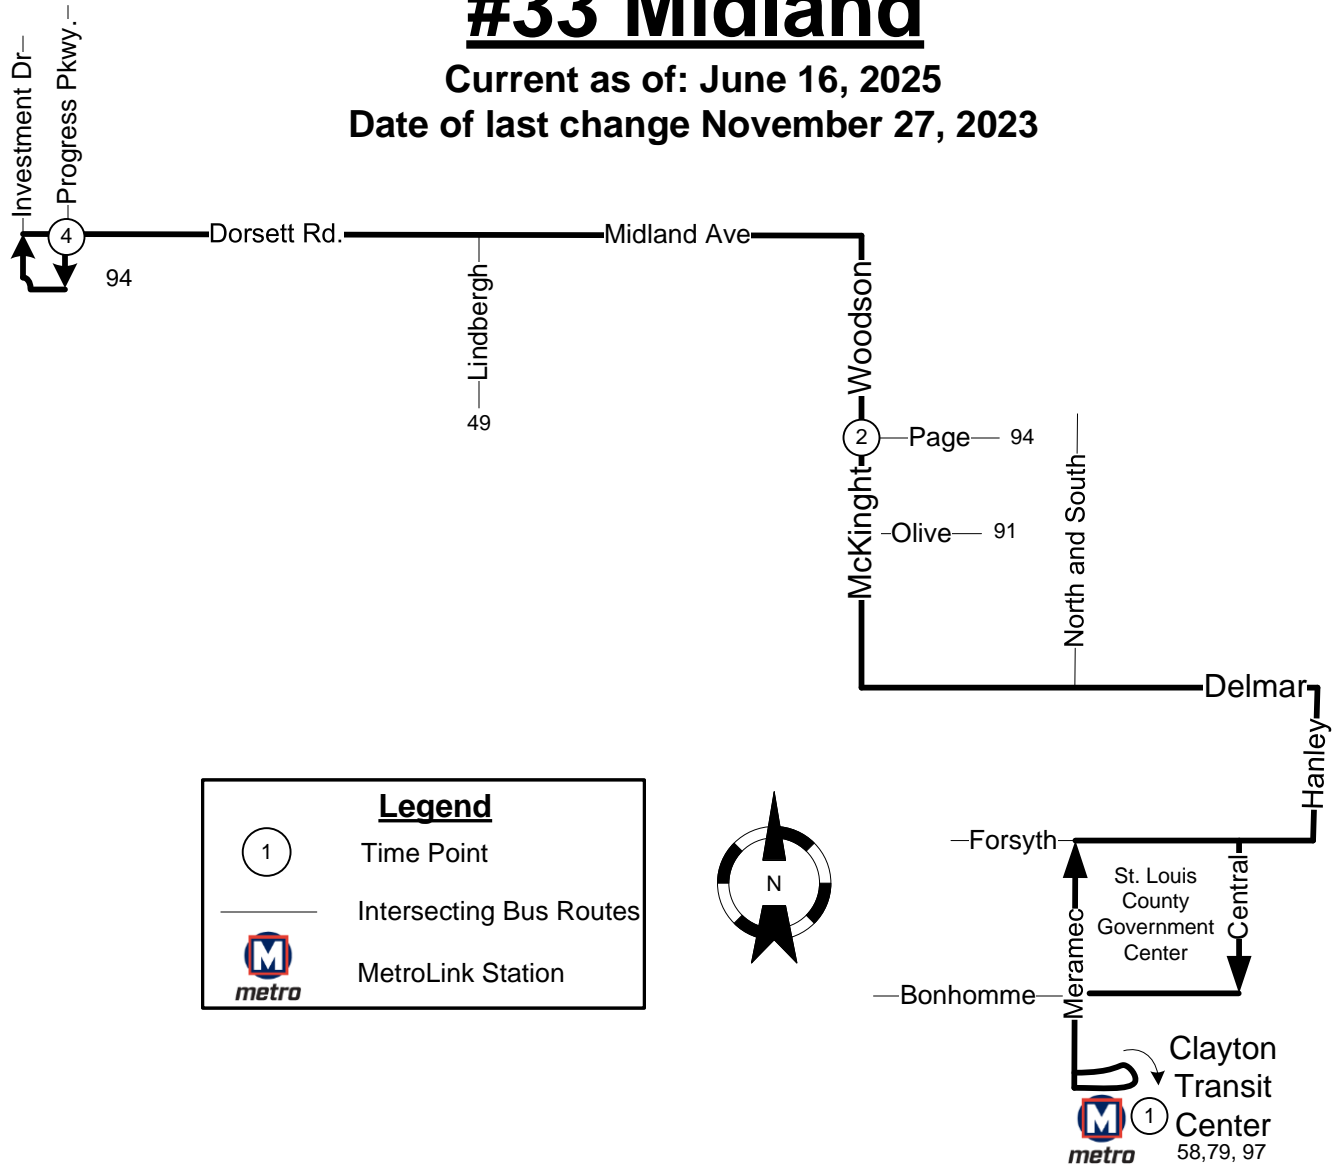 #33 Midland
Current as of: June 16, 2025
Date of last change November 27, 2023
Investment Dr
Progress Pkwy.
4
94
Dorsett Rd.
Midland Ave
Lindbergh
49
Woodson
2
Page
94
McKinght
Olive
91
North and South
Delmar
Hanley
Forsyth
Central
St. Louis
County
Government
Center
Meramec
Bonhomme
Clayton
Transit
Center
58,79, 97
1
M
metro
Legend
1
Time Point
Intersecting Bus Routes
M
metro
MetroLink Station
N